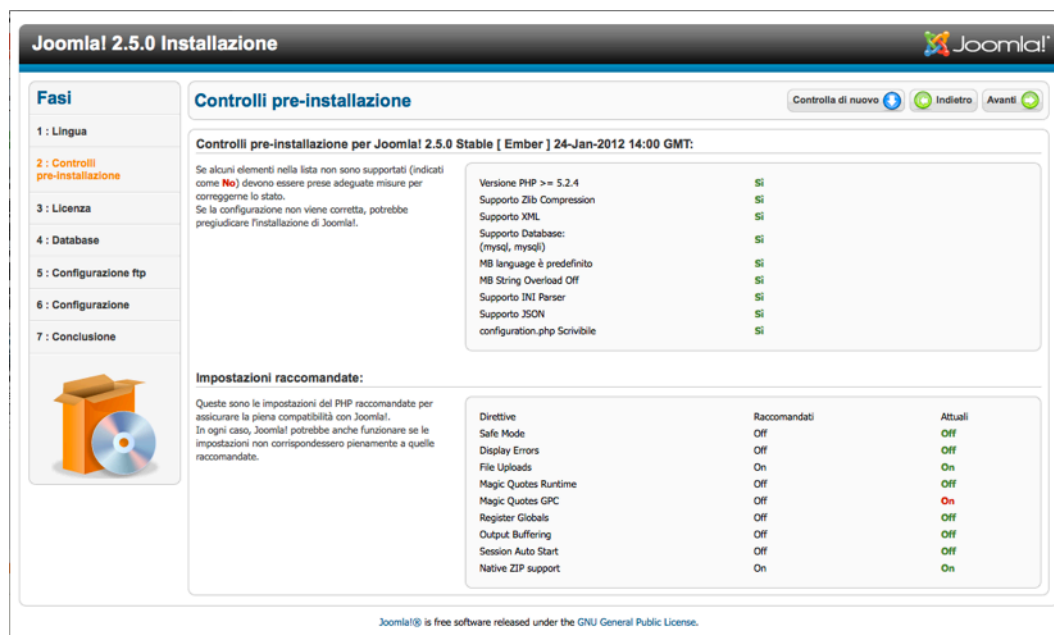 Joomla! 2.5.0 Installazione
Joomla!
Fasi
1 : Lingua
2 : Controlli
pre-installazione
3 : Licenza
4 : Database
5 : Configurazione ftp
6 : Configurazione
7 : Conclusione
Controlli pre-installazione
Controlla di nuovo
Indietro
Avanti
Controlli pre-installazione per Joomla! 2.5.0 Stable [ Ember ] 24-Jan-2012 14:00 GMT:
Se alcuni elementi nella lista non sono supportati (indicati
come No) devono essere prese adeguate misure per
correggerne lo stato.
Se la configurazione non viene corretta, potrebbe
pregiudicare l'installazione di Joomla!.
Versione PHP >= 5.2.4 Sì
Supporto Zlib Compression Sì
Supporto XML Sì
Supporto Database:
(mysql, mysqli) Sì
MB language è predefinito Sì
MB String Overload Off Sì
Supporto INI Parser Sì
Supporto JSON Sì
configuration.php Scrivibile Sì
Impostazioni raccomandate:
Queste sono le impostazioni del PHP raccomandate per
assicurare la piena compatibilità con Joomla!.
In ogni caso, Joomla! potrebbe anche funzionare se le
impostazioni non corrispondessero pienamente a quelle
raccomandate.
Direttive Raccomandati Attuali
Safe Mode Off Off
Display Errors Off Off
File Uploads On On
Magic Quotes Runtime Off Off
Magic Quotes GPC Off On
Register Globals Off Off
Output Buffering Off Off
Session Auto Start Off Off
Native ZIP support On On
Joomla!® is free software released under the GNU General Public License.